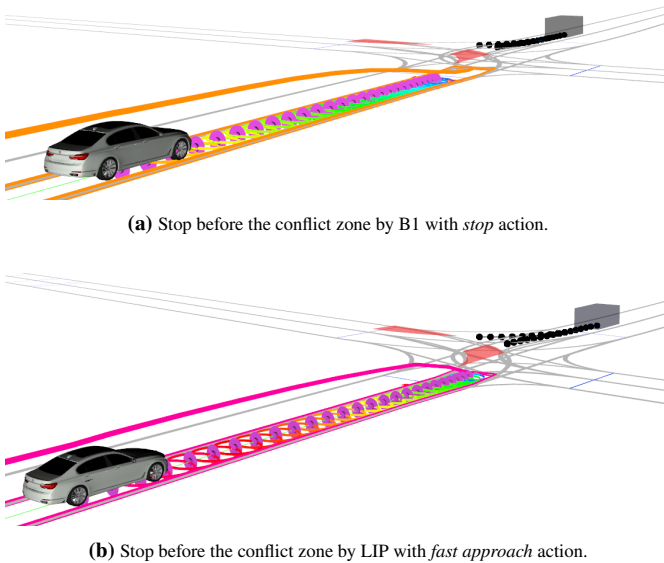 (a) Stop before the conflict zone by B1 with stop action.
(b) Stop before the conflict zone by LIP with fast approach action.